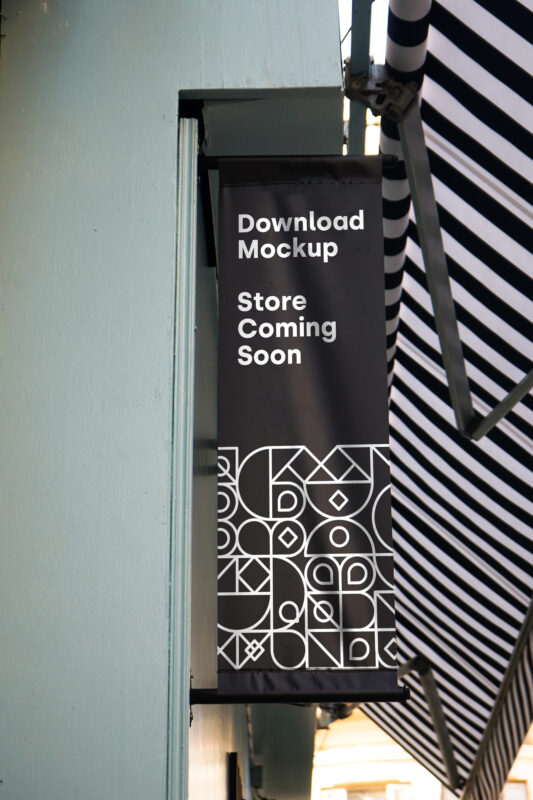 Download
Mockup
Store
Coming
Soon